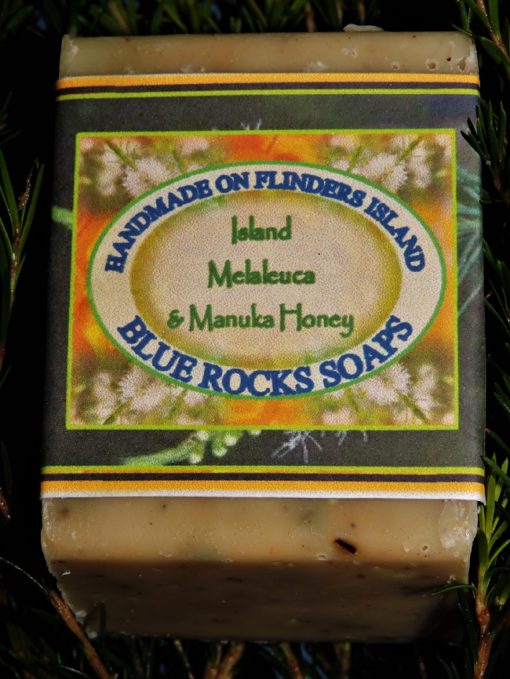 HANDMADE ON FLINDERS ISLAND
Island
Melaleuca
& Manuka Honey
BLUE ROCKS SOAPS